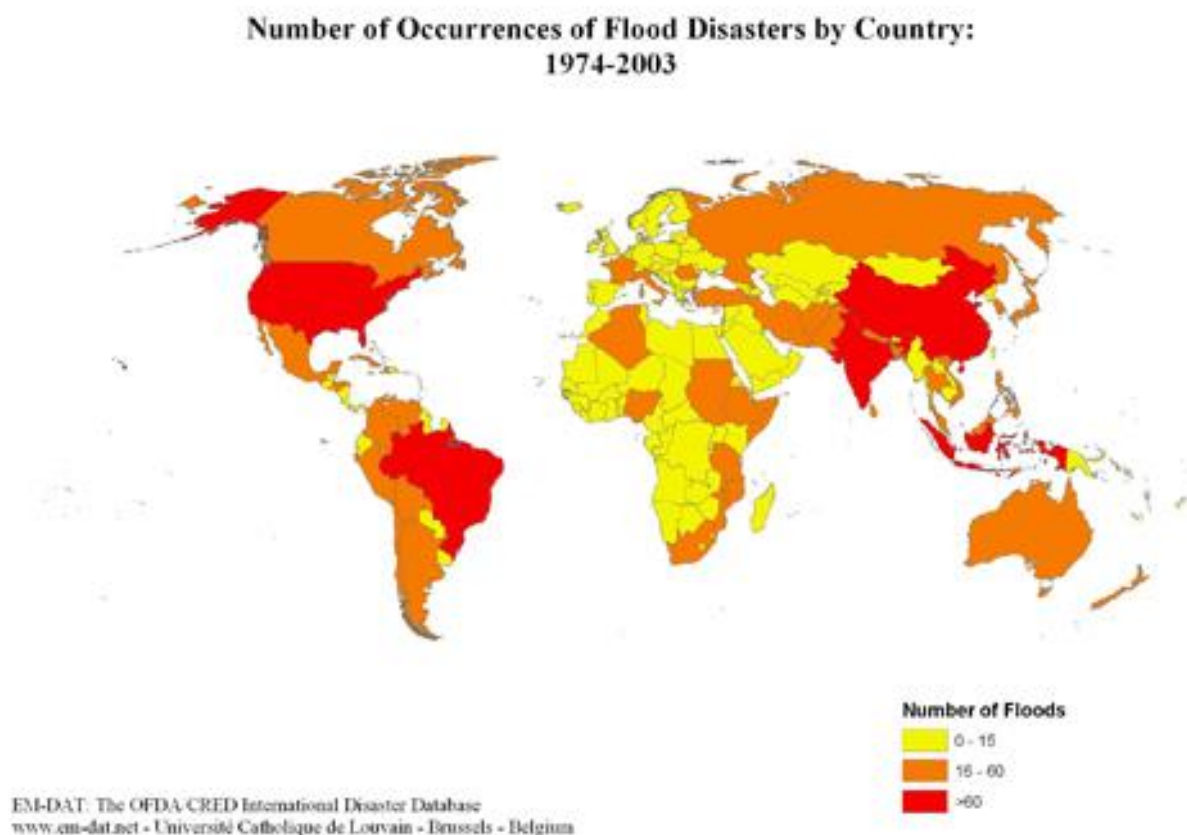 Number of Occurrences of Flood Disasters by Country:
1974-2003
Number of Floods
0 - 15
16 - 60
>60
EM-DAT: The OFDA CRED International Disaster Database
www.em-dat.net - Université Catholique de Louvain - Brussels - Belgium